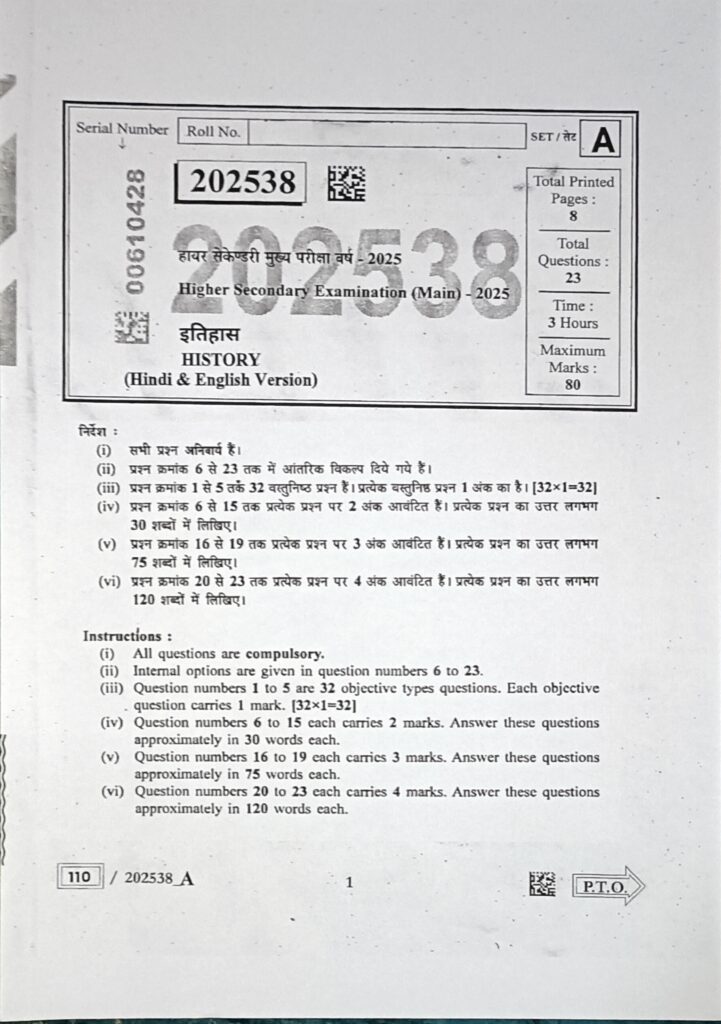 Serial Number
↓
Roll No.
SET / सेट
A
00610428
202538
202538
हायर सेकेण्डरी मुख्य परीक्षा वर्ष - 2025
Higher Secondary Examination (Main) - 2025
इतिहास
HISTORY
(Hindi & English Version)
Total Printed
Pages :
8
Total
Questions :
23
Time :
3 Hours
Maximum
Marks :
80
निर्देश :
(i) सभी प्रश्न अनिवार्य हैं।
(ii) प्रश्न क्रमांक 6 से 23 तक में आंतरिक विकल्प दिये गये हैं।
(iii) प्रश्न क्रमांक 1 से 5 तक 32 वस्तुनिष्ठ प्रश्न हैं। प्रत्येक वस्तुनिष्ठ प्रश्न 1 अंक का है। [32×1=32]
(iv) प्रश्न क्रमांक 6 से 15 तक प्रत्येक प्रश्न पर 2 अंक आवंटित हैं। प्रत्येक प्रश्न का उत्तर लगभग
30 शब्दों में लिखिए।
(v) प्रश्न क्रमांक 16 से 19 तक प्रत्येक प्रश्न पर 3 अंक आवंटित हैं। प्रत्येक प्रश्न का उत्तर लगभग
75 शब्दों में लिखिए।
(vi) प्रश्न क्रमांक 20 से 23 तक प्रत्येक प्रश्न पर 4 अंक आवंटित हैं। प्रत्येक प्रश्न का उत्तर लगभग
120 शब्दों में लिखिए।
Instructions :
(i) All questions are compulsory.
(ii) Internal options are given in question numbers 6 to 23.
(iii) Question numbers 1 to 5 are 32 objective types questions. Each objective
question carries 1 mark. [32×1=32]
(iv) Question numbers 6 to 15 each carries 2 marks. Answer these questions
approximately in 30 words each.
(v) Question numbers 16 to 19 each carries 3 marks. Answer these questions
approximately in 75 words each.
(vi) Question numbers 20 to 23 each carries 4 marks. Answer these questions
approximately in 120 words each.
110 / 202538_A
1
P.T.O.